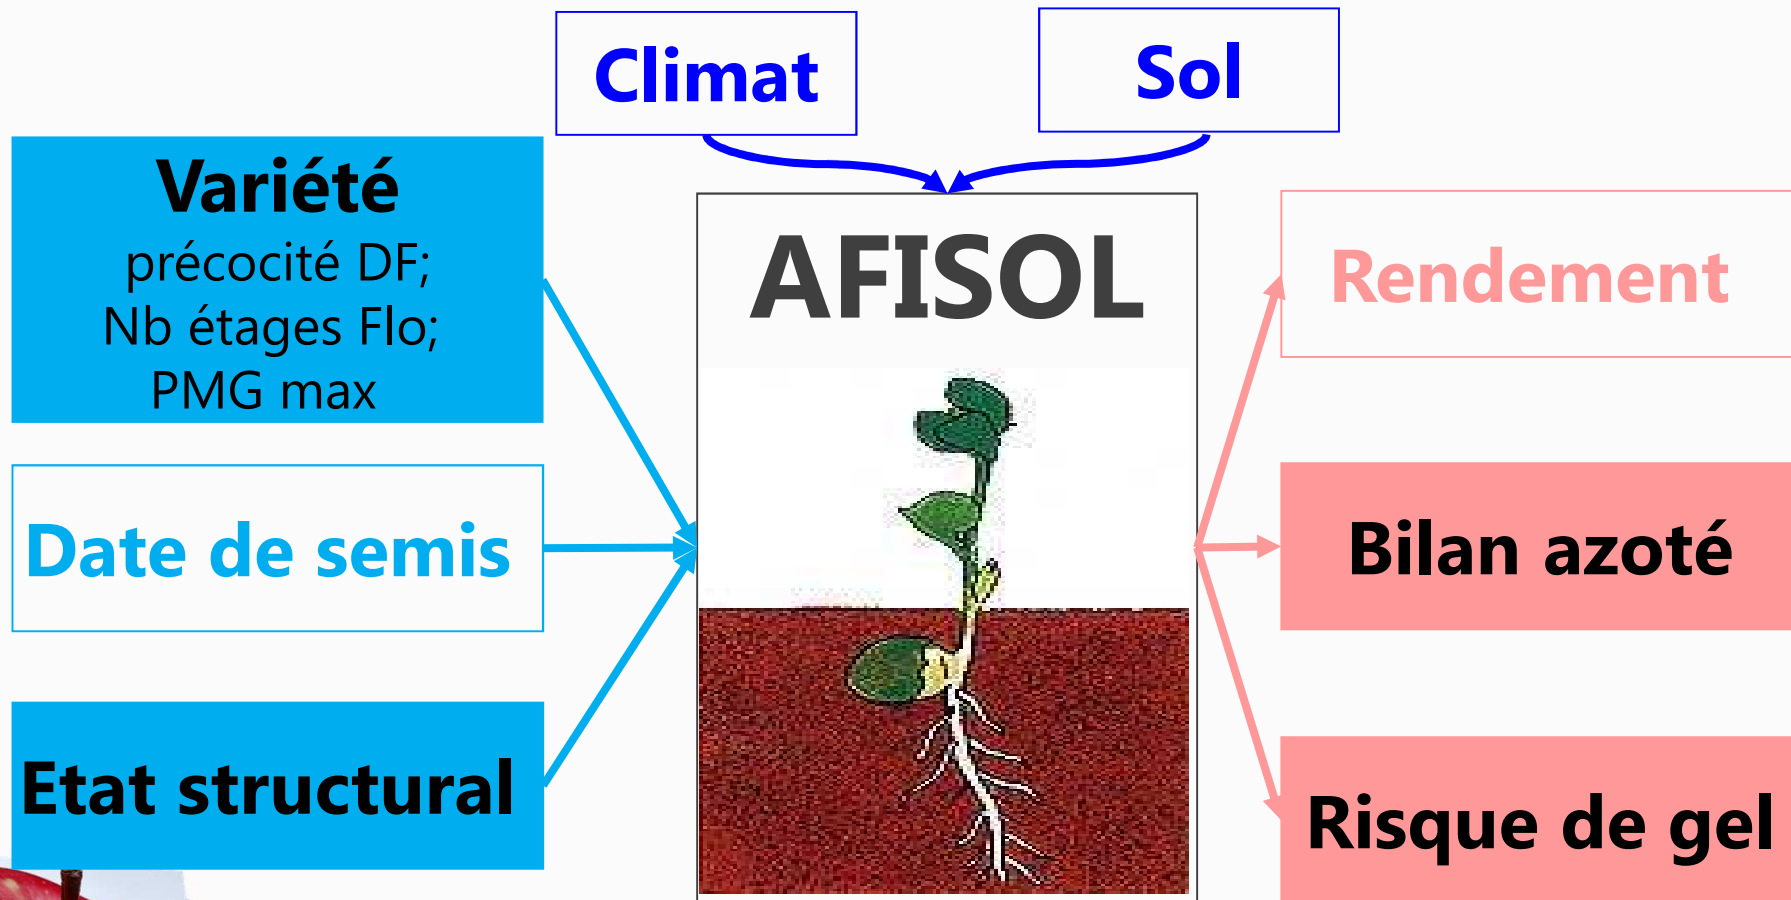 Climat
Sol
Variété
précocité DF;
Nb étages Flo;
PMG max
Date de semis
Etat structural
AFISOL
Rendement
Bilan azoté
Risque de gel